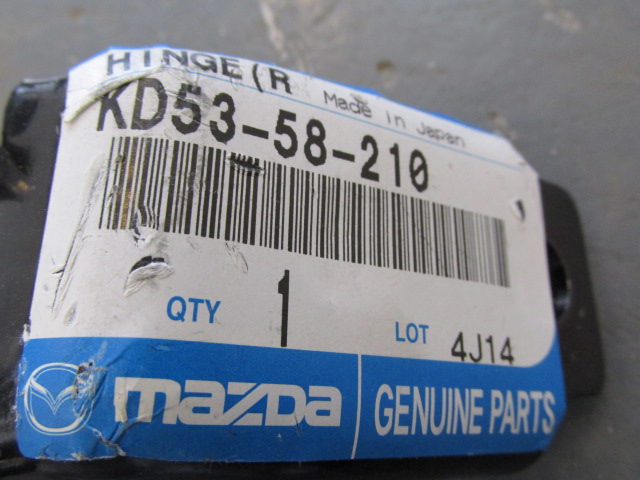 HINGE(R
Made in Japan
KD53-58-210
QTY 1 LOT 4J14
mazda GENUINE PARTS